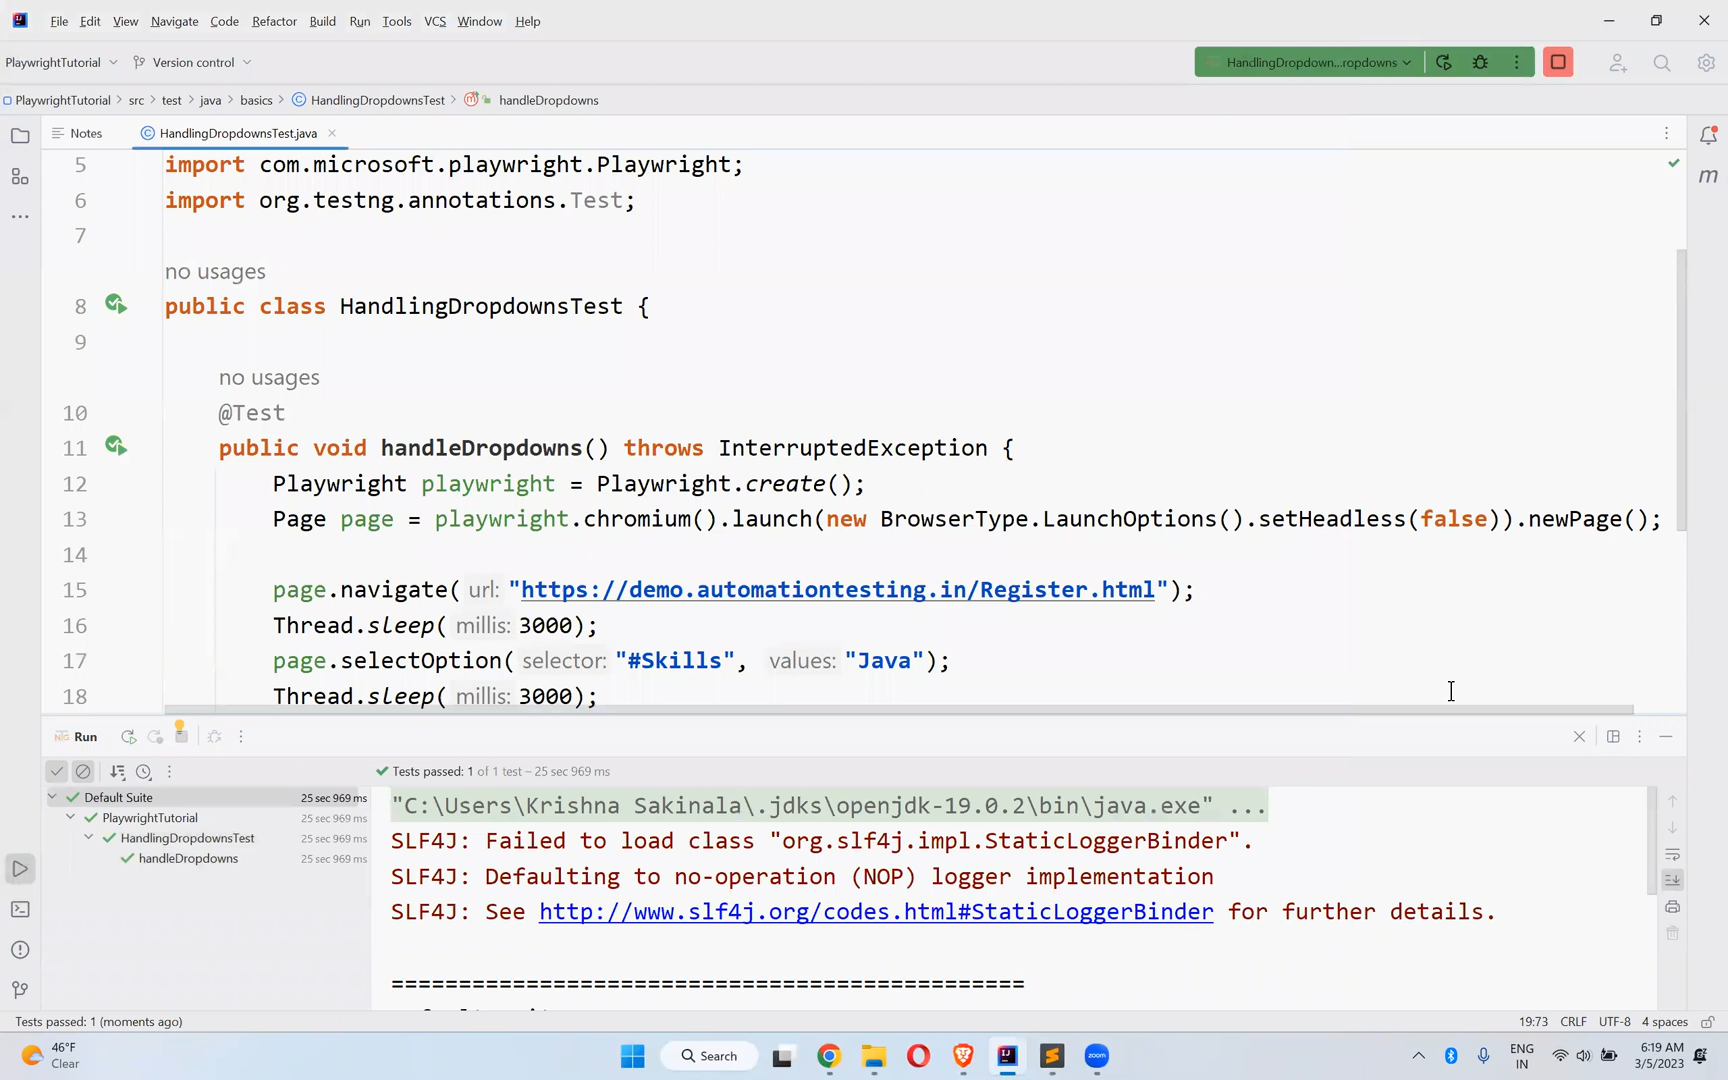 File Edit View Navigate Code Refactor Build Run Tools VCS Window Help
PlaywrightTutorial Version control HandlingDropdown...ropdowns
PlaywrightTutorial src test java basics HandlingDropdownsTest handleDropdowns
Notes HandlingDropdownsTest.java
5 import com.microsoft.playwright.Playwright;
6 import org.testng.annotations.Test;
7
no usages
8 public class HandlingDropdownsTest {
9
no usages
10 @Test
11 public void handleDropdowns() throws InterruptedException {
12 Playwright playwright = Playwright.create();
13 Page page = playwright.chromium().launch(new BrowserType.LaunchOptions().setHeadless(false)).newPage();
14
15 page.navigate( url: "https://demo.automationtesting.in/Register.html");
16 Thread.sleep( millis: 3000);
17 page.selectOption( selector: "#Skills", values: "Java");
18 Thread.sleep( millis: 3000);
Run
Tests passed: 1 of 1 test – 25 sec 969 ms
Default Suite 25 sec 969 ms
PlaywrightTutorial 25 sec 969 ms
HandlingDropdownsTest 25 sec 969 ms
handleDropdowns 25 sec 969 ms
"C:\Users\Krishna Sakinala\.jdks\openjdk-19.0.2\bin\java.exe" ...
SLF4J: Failed to load class "org.slf4j.impl.StaticLoggerBinder".
SLF4J: Defaulting to no-operation (NOP) logger implementation
SLF4J: See http://www.slf4j.org/codes.html#StaticLoggerBinder for further details.
===============================================
Tests passed: 1 (moments ago) 19:73 CRLF UTF-8 4 spaces
46°F
Clear
Search
zoom
ENG
IN
6:19 AM
3/5/2023